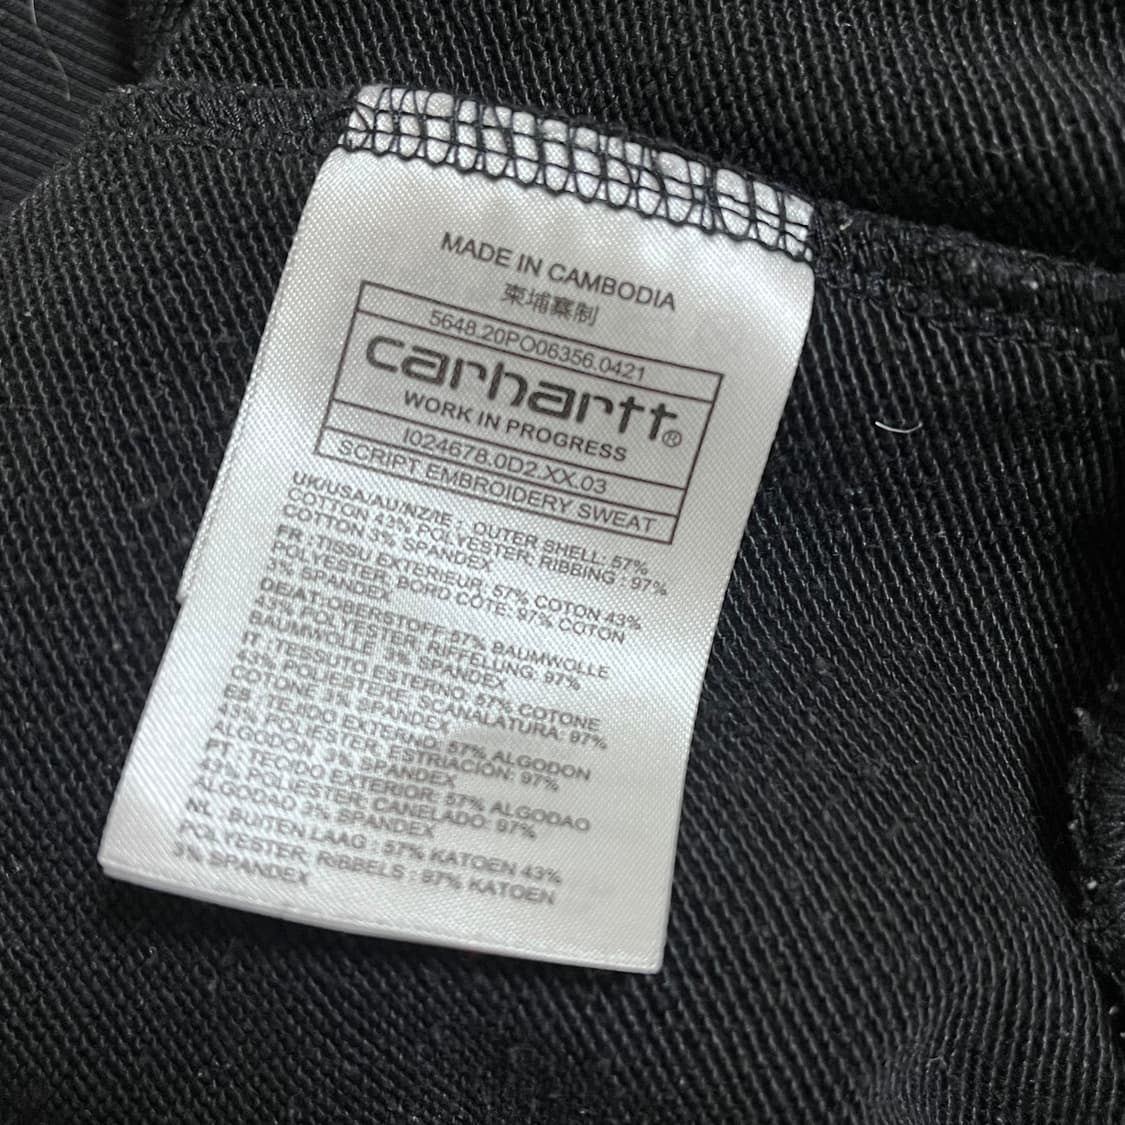 MADE IN CAMBODIA
柬埔寨制
5648.20PO06356.0421
carhartt®
WORK IN PROGRESS
I024678.0D2.XX.03
SCRIPT EMBROIDERY SWEAT
UK/USA/AU/NZ/IE : OUTER SHELL: 57%
COTTON 43% POLYESTER; RIBBING : 97%
COTTON 3% SPANDEX
FR : TISSU EXTERIEUR: 57% COTON 43%
POLYESTER, BORD COTE: 97% COTON
3% SPANDEX
DE/AT:OBERSTOFF:57% BAUMWOLLE
43% POLYESTER, RIFFELUNG: 97%
BAUMWOLLE 3% SPANDEX
IT : TESSUTO ESTERNO: 57% COTONE
43% POLIESTERE, SCANALATURA: 97%
COTONE 3% SPANDEX
ES : TEJIDO EXTERNO: 57% ALGODON
43% POLIESTER, ESTRIACIÓN: 97%
ALGODON 3% SPANDEX
PT : TECIDO EXTERIOR: 57% ALGODAO
43% POLIESTER; CANELADO: 97%
ALGODAO 3% SPANDEX
NL : BUITEN LAAG : 57% KATOEN 43%
POLYESTER; RIBBELS : 97% KATOEN
3% SPANDEX